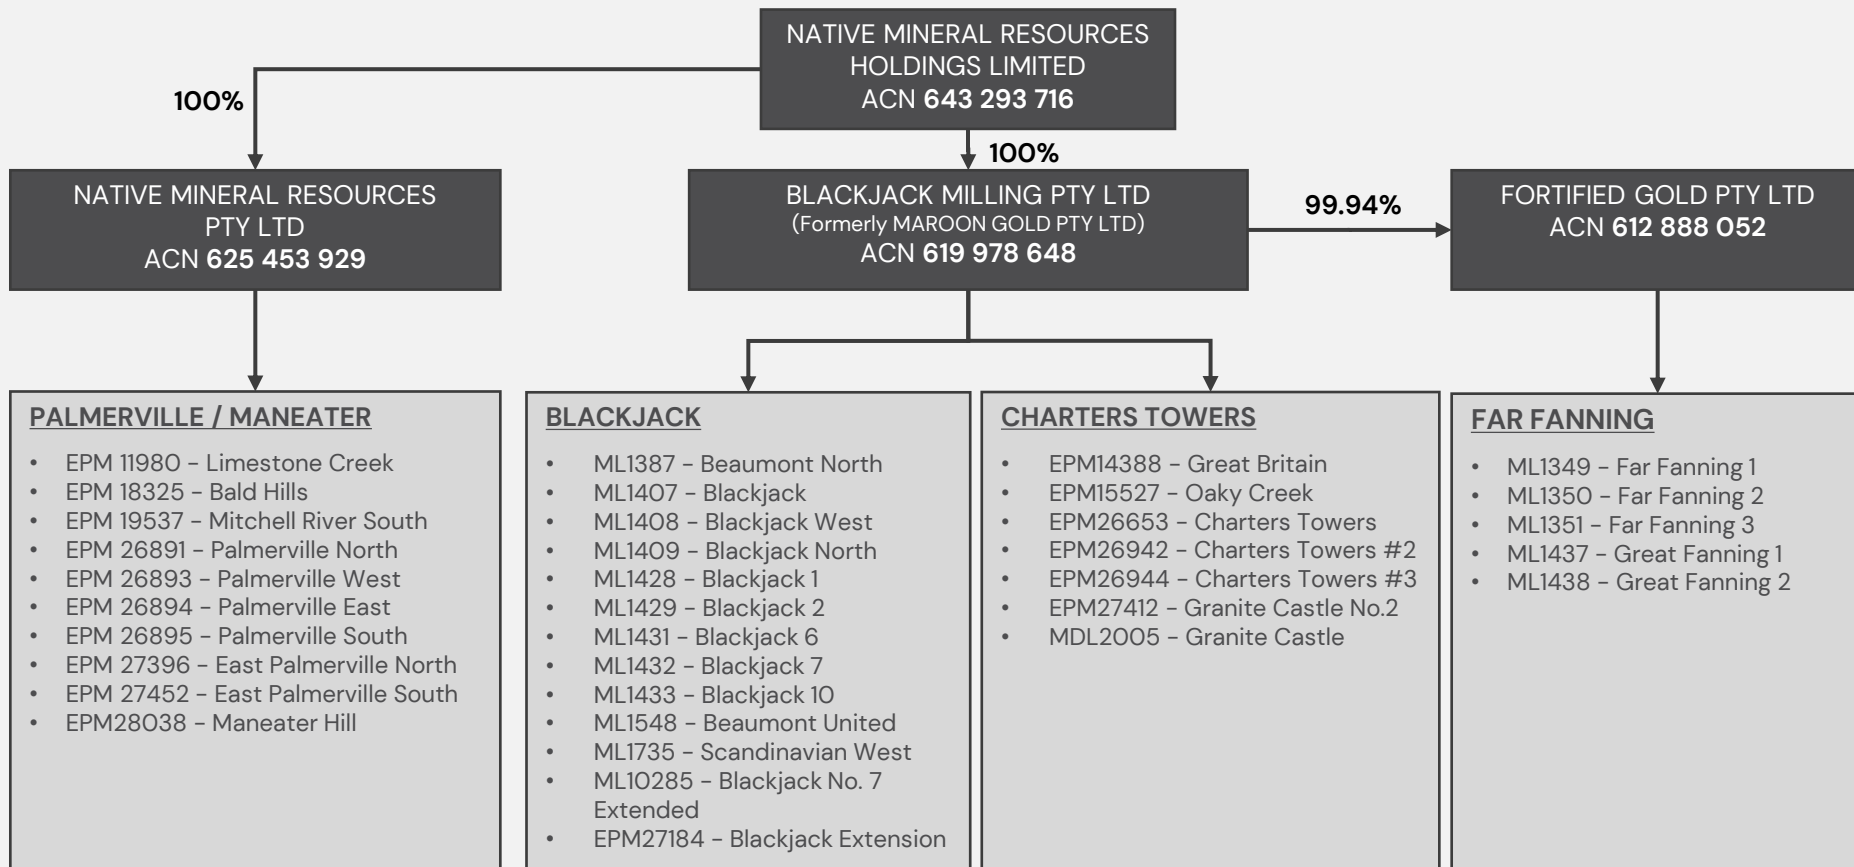 NATIVE MINERAL RESOURCES
HOLDINGS LIMITED
ACN 643 293 716
100%
100%
NATIVE MINERAL RESOURCES
PTY LTD
ACN 625 453 929
BLACKJACK MILLING PTY LTD
(Formerly MAROON GOLD PTY LTD)
ACN 619 978 648
99.94%
FORTIFIED GOLD PTY LTD
ACN 612 888 052
PALMERVILLE / MANEATER
• EPM 11980 – Limestone Creek
• EPM 18325 – Bald Hills
• EPM 19537 – Mitchell River South
• EPM 26891 – Palmerville North
• EPM 26893 – Palmerville West
• EPM 26894 – Palmerville East
• EPM 26895 – Palmerville South
• EPM 27396 – East Palmerville North
• EPM 27452 – East Palmerville South
• EPM28038 – Maneater Hill
BLACKJACK
• ML1387 – Beaumont North
• ML1407 – Blackjack
• ML1408 – Blackjack West
• ML1409 – Blackjack North
• ML1428 – Blackjack 1
• ML1429 – Blackjack 2
• ML1431 – Blackjack 6
• ML1432 – Blackjack 7
• ML1433 – Blackjack 10
• ML1548 – Beaumont United
• ML1735 – Scandinavian West
• ML10285 – Blackjack No. 7
Extended
• EPM27184 – Blackjack Extension
CHARTERS TOWERS
• EPM14388 – Great Britain
• EPM15527 – Oaky Creek
• EPM26653 – Charters Towers
• EPM26942 – Charters Towers #2
• EPM26944 – Charters Towers #3
• EPM27412 – Granite Castle No.2
• MDL2005 – Granite Castle
FAR FANNING
• ML1349 – Far Fanning 1
• ML1350 – Far Fanning 2
• ML1351 – Far Fanning 3
• ML1437 – Great Fanning 1
• ML1438 – Great Fanning 2